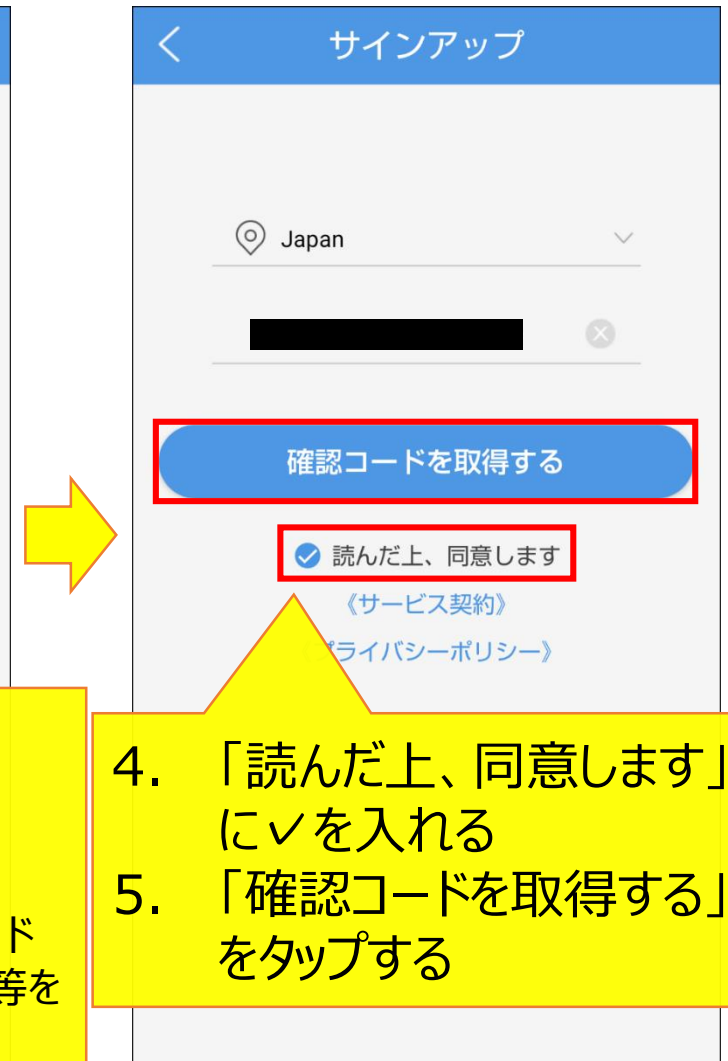 サインアップ
Japan
確認コードを取得する
読んだ上、同意します
《サービス契約》
プライバシーポリシー》
4. 「読んだ上、同意します」
に✓を入れる
5. 「確認コードを取得する」
をタップする
ド
等を